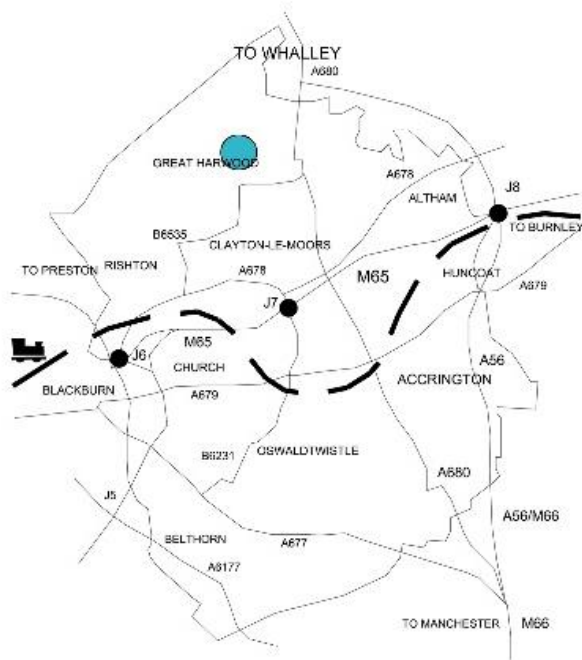 TO WHALLEY
A680
GREAT HARWOOD
A678
ALTHAM
J8
B6535
CLAYTON-LE-MOORS
TO BURNLEY
TO PRESTON
RISHTON
A678
M65
HUNCOAT
A679
J7
M65
J6
CHURCH
A56
BLACKBURN
A679
ACCRINGTON
B6231
OSWALDTWISTLE
A680
J5
A56/M66
BELTHORN
A677
A6177
TO MANCHESTER
M66